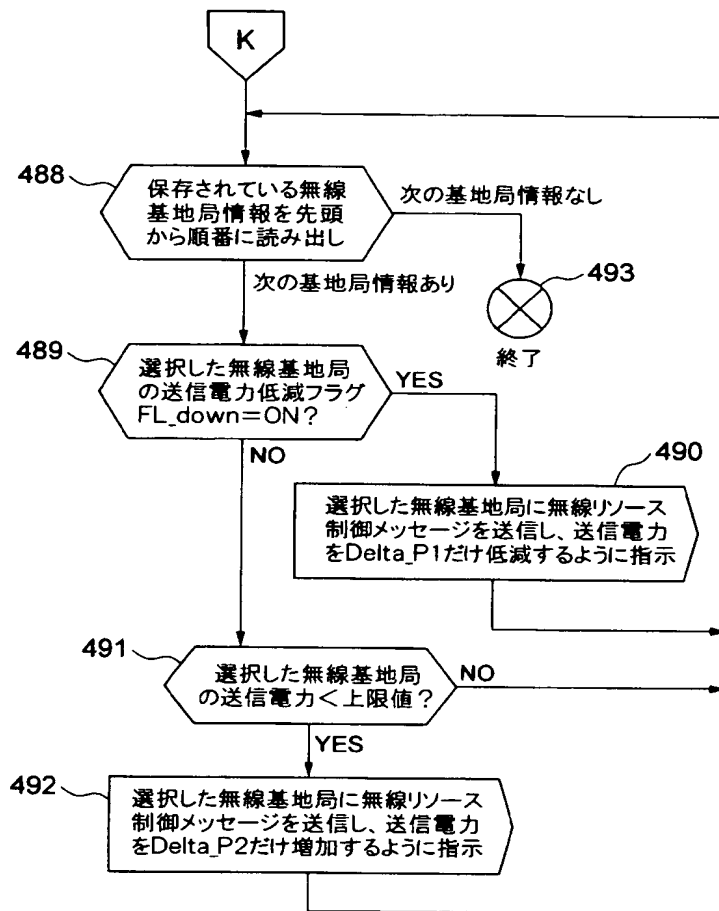 K
488
保存されている無線
基地局情報を先頭
から順番に読み出し
次の基地局情報なし
493
終了
次の基地局情報あり
489
選択した無線基地局
の送信電力低減フラグ
FL_down=ON?
YES
NO
490
選択した無線基地局に無線リソース
制御メッセージを送信し、送信電力
をDelta_P1だけ低減するように指示
491
選択した無線基地局
の送信電力<上限値?
NO
YES
492
選択した無線基地局に無線リソース
制御メッセージを送信し、送信電力
をDelta_P2だけ増加するように指示